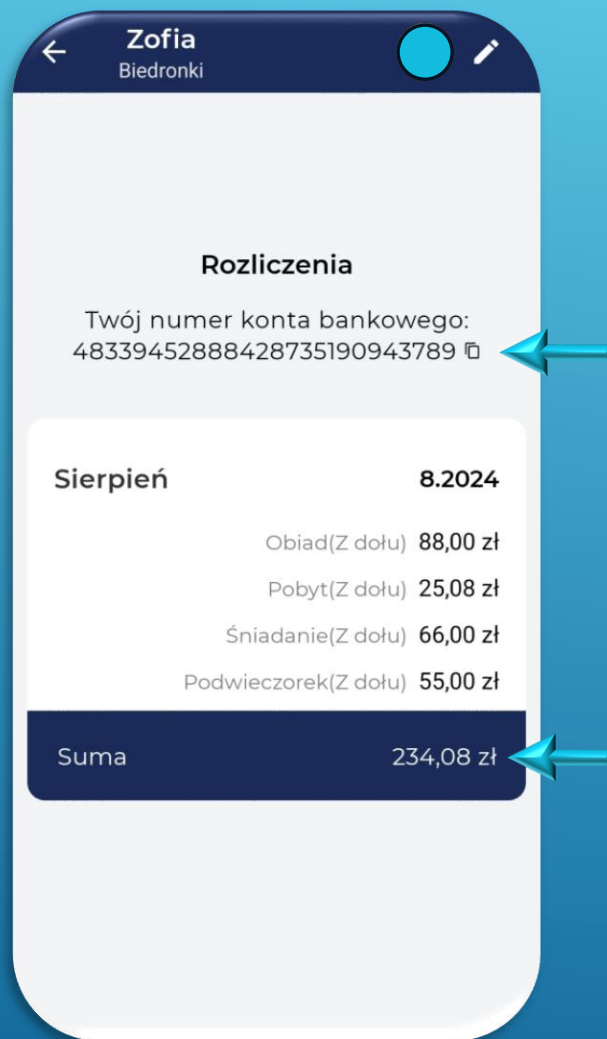 Zofia
Biedronki
Rozliczenia
Twój numer konta bankowego:
48339452888428735190943789
Sierpień 8.2024
Obiad(Z dołu) 88,00 zł
Pobyt(Z dołu) 25,08 zł
Śniadanie(Z dołu) 66,00 zł
Podwieczorek(Z dołu) 55,00 zł
Suma 234,08 zł